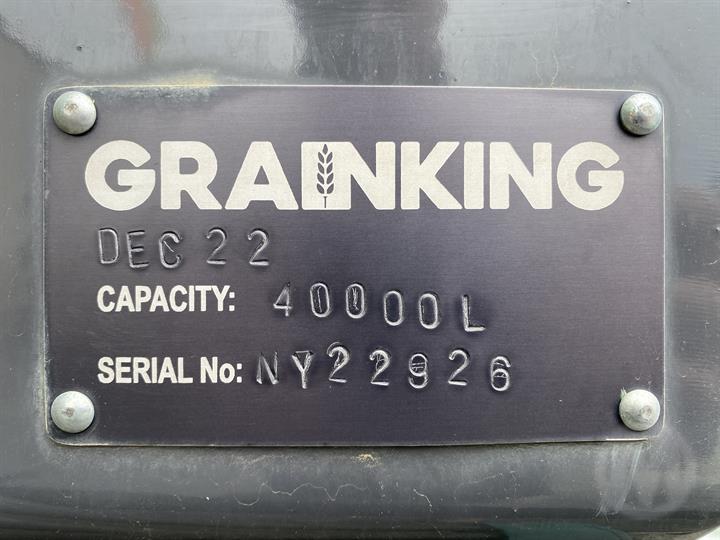 GRAINKING
DEC 22
CAPACITY: 40000L
SERIAL No: NY22926